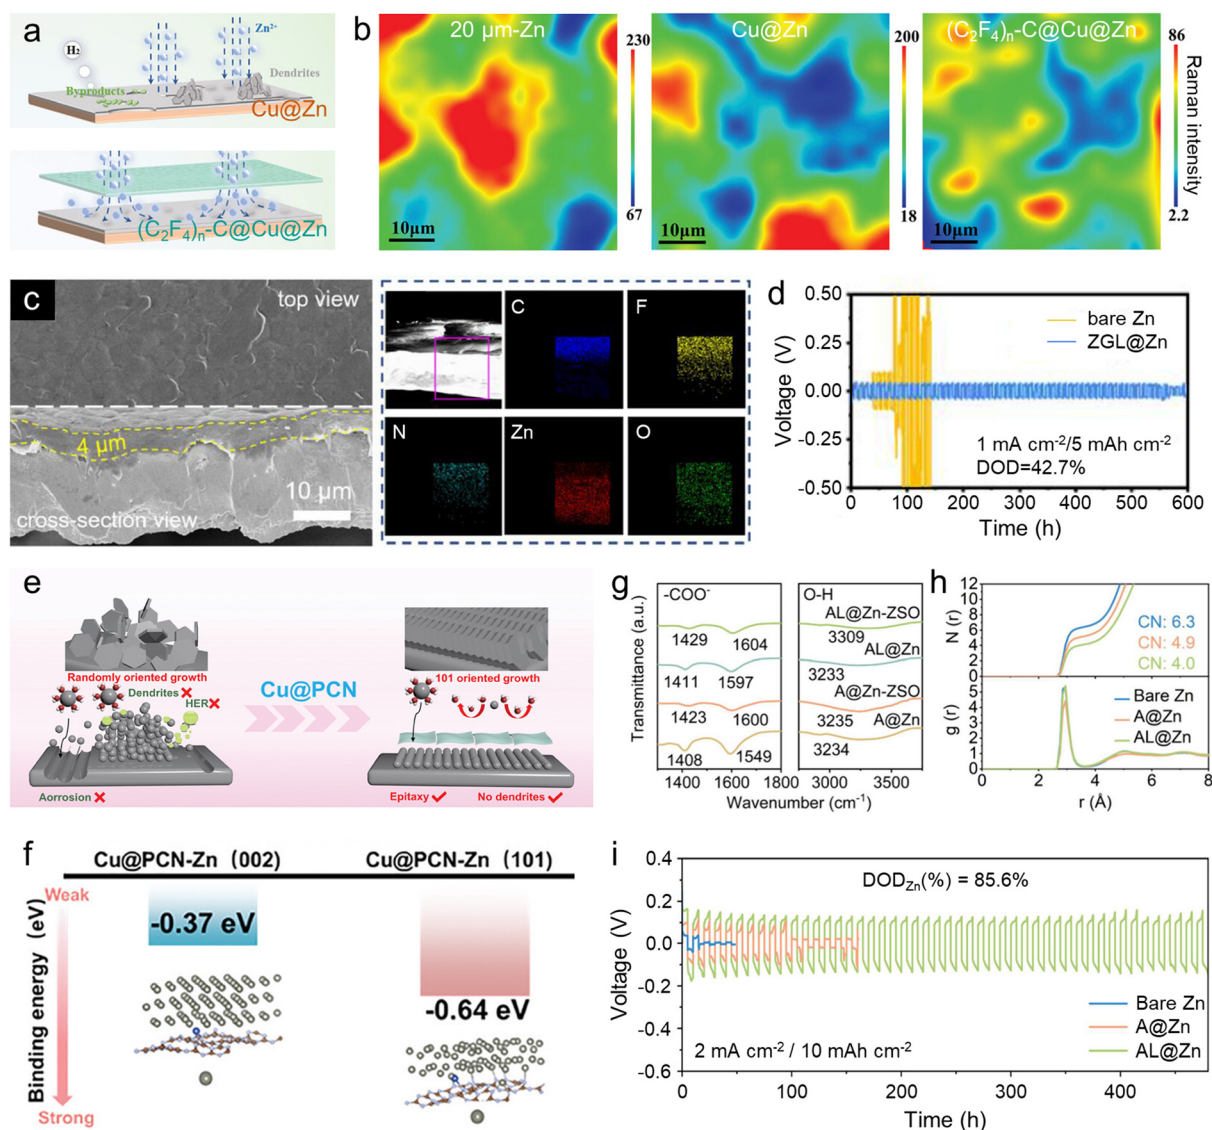 a
H₂
Zn²⁺
Byproducts
Dendrites
Cu@Zn
(C₂F₄)ₙ-C@Cu@Zn
b
20 μm-Zn
10μm
230
67
Cu@Zn
10μm
200
18
(C₂F₄)ₙ-C@Cu@Zn
10μm
86
2.2
Raman intensity
c
top view
4 μm
10 μm
cross-section view
C
F
N
Zn
O
d
0.50
0.25
0.00
-0.25
-0.50
Voltage (V)
bare Zn
ZGL@Zn
1 mA cm⁻²/5 mAh cm⁻²
DOD=42.7%
0 100 200 300 400 500 600
Time (h)
e
Randomly oriented growth
Dendrites
HER
Aorrosion
Cu@PCN
101 oriented growth
Epitaxy
No dendrites
f
Cu@PCN-Zn (002)
Cu@PCN-Zn (101)
Weak
Binding energy (eV)
Strong
-0.37 eV
-0.64 eV
g
Transmittance (a.u.)
-COO⁻
1429 1604
1411 1597
1423 1600
1408 1549
O-H
AL@Zn-ZSO
3309
AL@Zn
3233
A@Zn-ZSO
3235
A@Zn
3234
1400 1600 1800
3000 3500
Wavenumber (cm⁻¹)
h
12
10
8
6
4
2
0
N (r)
CN: 6.3
CN: 4.9
CN: 4.0
5
4
3
2
1
0
g (r)
Bare Zn
A@Zn
AL@Zn
0 2 4 6 8
r (Å)
i
0.4
0.2
0.0
-0.2
-0.4
-0.6
Voltage (V)
DOD_Zn(%) = 85.6%
2 mA cm⁻² / 10 mAh cm⁻²
Bare Zn
A@Zn
AL@Zn
0 100 200 300 400
Time (h)